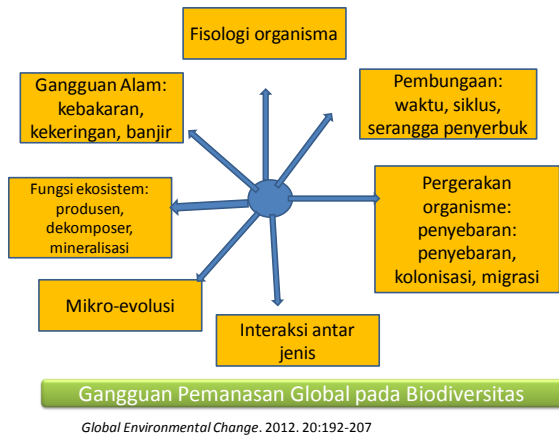 Fisologi organisma
Gangguan Alam:
kebakaran,
kekeringan, banjir
Pembungaan:
waktu, siklus,
serangga penyerbuk
Fungsi ekosistem:
produsen,
dekomposer,
mineralisasi
Pergerakan
organisme:
penyebaran:
penyebaran,
kolonisasi, migrasi
Mikro-evolusi
Interaksi antar
jenis
Gangguan Pemanasan Global pada Biodiversitas
Global Environmental Change. 2012. 20:192-207